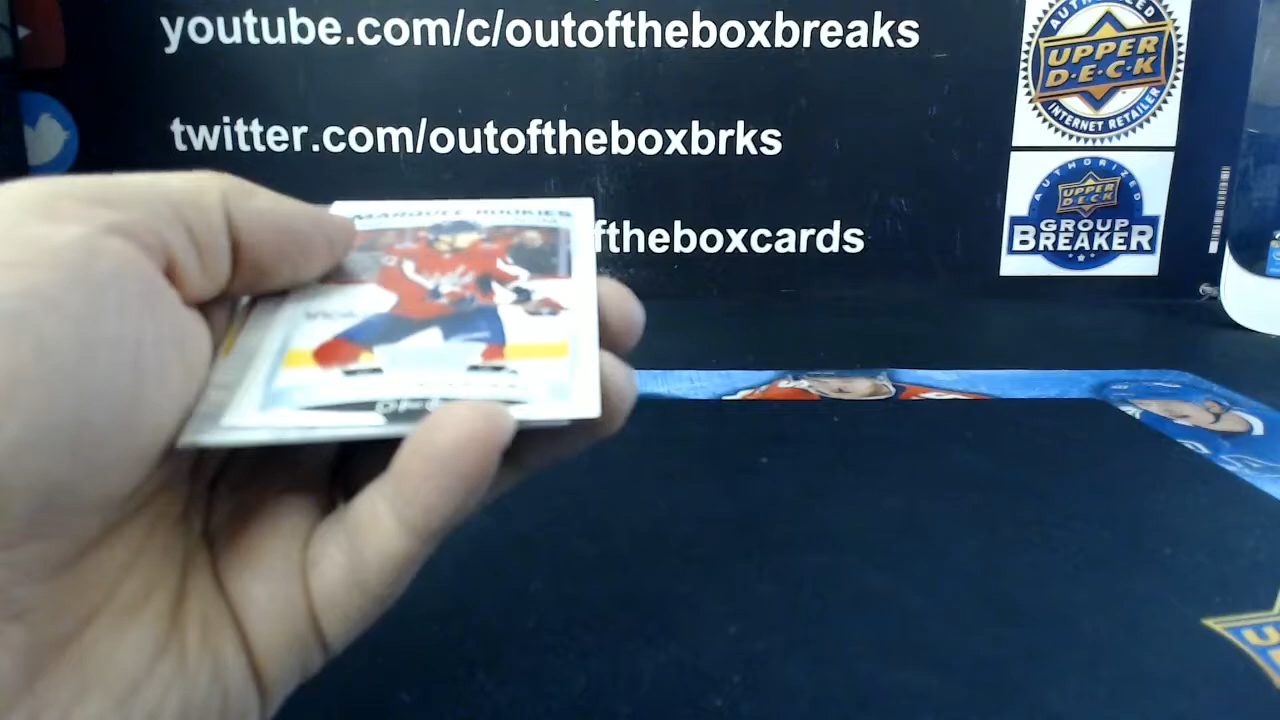 youtube.com/c/outoftheboxbreaks
twitter.com/outoftheboxbrks
ftheboxcards
AUTHORIZED
UPPER
D·E·C·K
INTERNET RETAILER
AUTHORIZED
UPPER
DECK
GROUP
BREAKER
MARQUEE ROOKIES
U